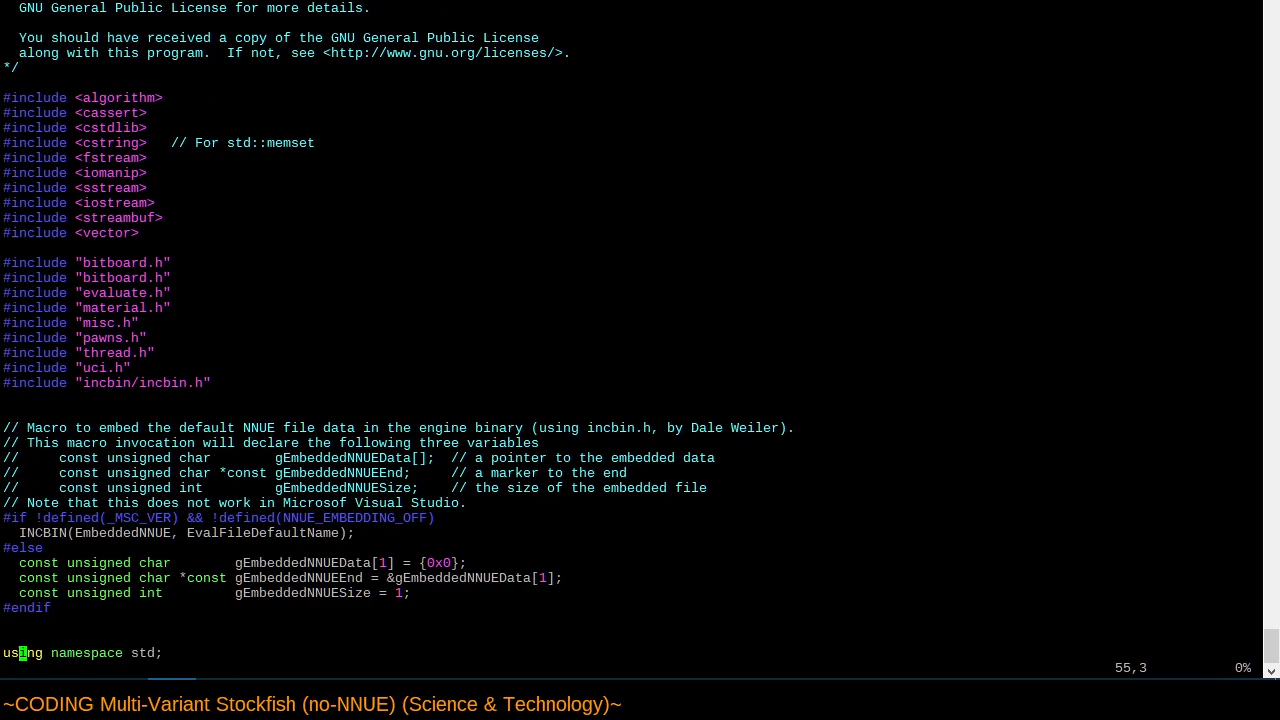 GNU General Public License for more details.
You should have received a copy of the GNU General Public License
along with this program.  If not, see <http://www.gnu.org/licenses/>.
*/
#include <algorithm>
#include <cassert>
#include <cstdlib>
#include <cstring>   // For std::memset
#include <fstream>
#include <iomanip>
#include <sstream>
#include <iostream>
#include <streambuf>
#include <vector>
#include "bitboard.h"
#include "bitboard.h"
#include "evaluate.h"
#include "material.h"
#include "misc.h"
#include "pawns.h"
#include "thread.h"
#include "uci.h"
#include "incbin/incbin.h"
// Macro to embed the default NNUE file data in the engine binary (using incbin.h, by Dale Weiler).
// This macro invocation will declare the following three variables
//     const unsigned char        gEmbeddedNNUEData[];  // a pointer to the embedded data
//     const unsigned char *const gEmbeddedNNUEEnd;     // a marker to the end
//     const unsigned int         gEmbeddedNNUESize;    // the size of the embedded file
// Note that this does not work in Microsof Visual Studio.
#if !defined(_MSC_VER) && !defined(NNUE_EMBEDDING_OFF)
  INCBIN(EmbeddedNNUE, EvalFileDefaultName);
#else
  const unsigned char        gEmbeddedNNUEData[1] = {0x0};
  const unsigned char *const gEmbeddedNNUEEnd = &gEmbeddedNNUEData[1];
  const unsigned int         gEmbeddedNNUESize = 1;
#endif
using namespace std;
55,3          0%
~CODING Multi-Variant Stockfish (no-NNUE) (Science & Technology)~